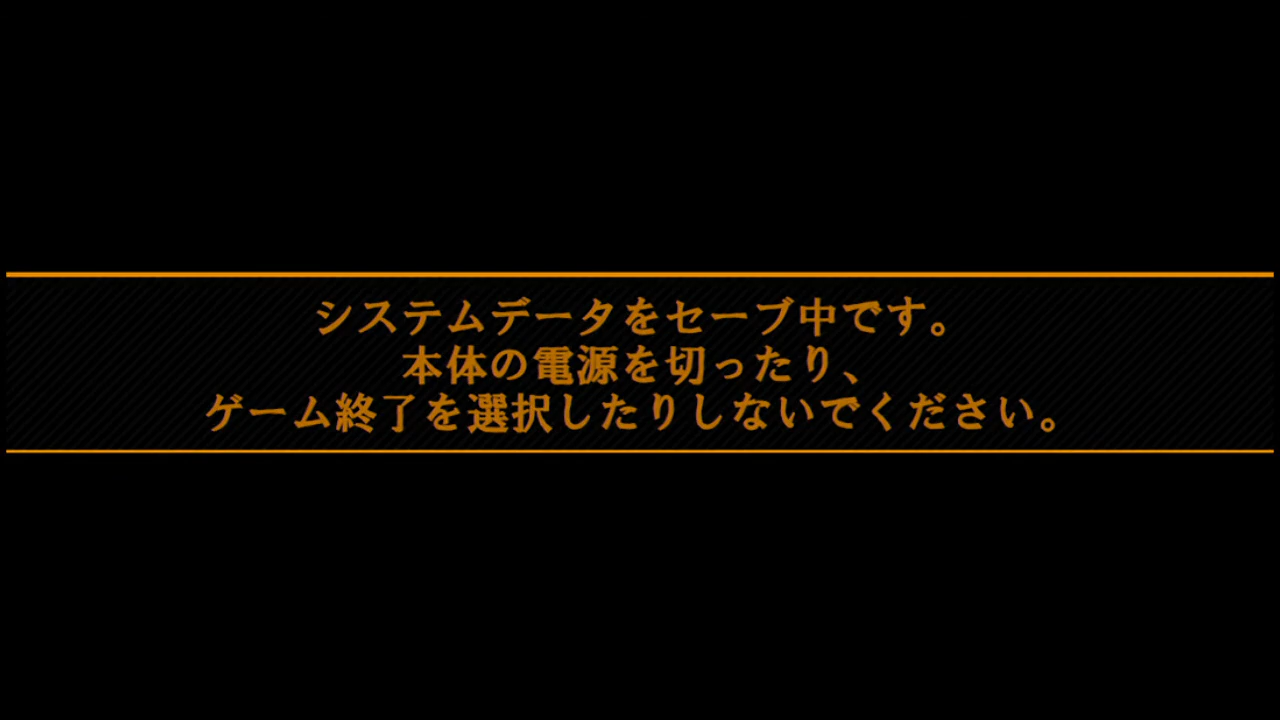 システムデータをセーブ中です。
本体の電源を切ったり、
ゲーム終了を選択したりしないでください。